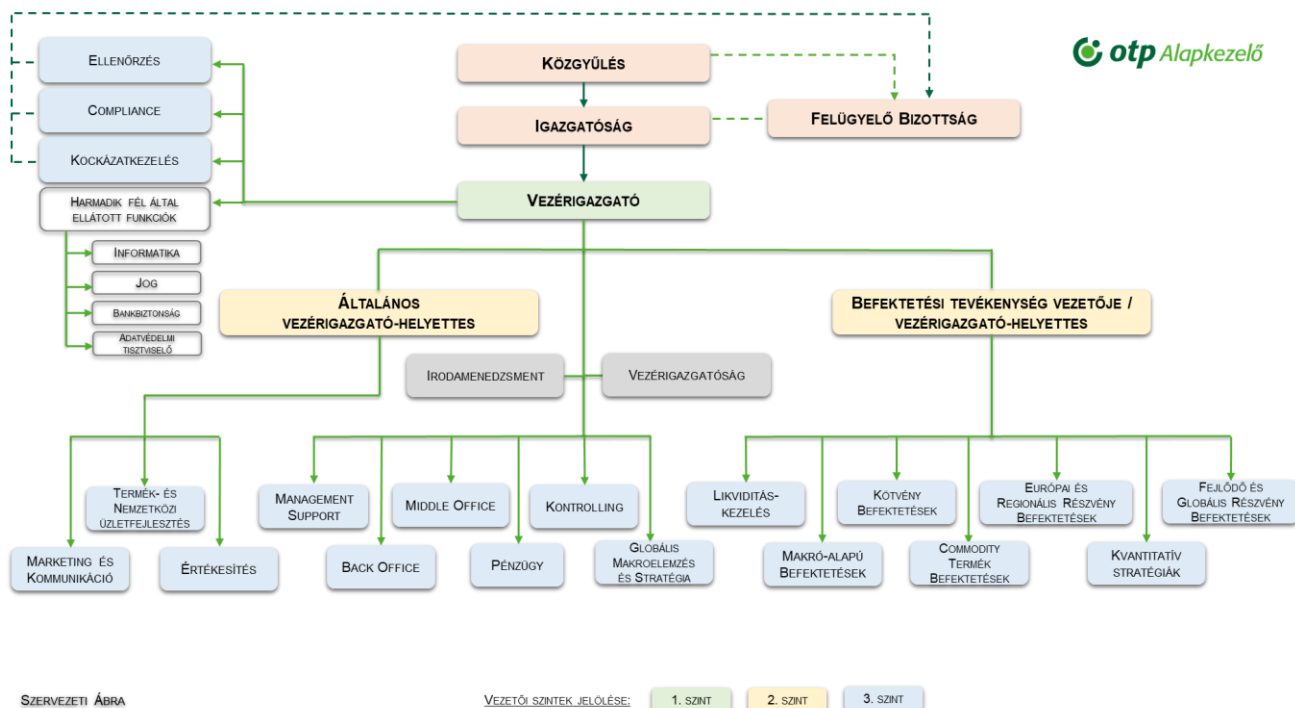 otp Alapkezelő
ELLENŐRZÉS
COMPLIANCE
KOCKÁZATKEZELÉS
HARMADIK FÉL ÁLTAL
ELLÁTOTT FUNKCIÓK
INFORMATIKA
JOG
BANKBIZTONSÁG
ADATVÉDELMI
TISZTVISELŐ
KÖZGYŰLÉS
IGAZGATÓSÁG
FELÜGYELŐ BIZOTTSÁG
VEZÉRIGAZGATÓ
ÁLTALÁNOS
VEZÉRIGAZGATÓ-HELYETTES
BEFEKTETÉSI TEVÉKENYSÉG VEZETŐJE /
VEZÉRIGAZGATÓ-HELYETTES
IRODAMENEDZSMENT
VEZÉRIGAZGATÓSÁG
TERMÉK- ÉS
NEMZETKÖZI
ÜZLETFEJLESZTÉS
MARKETING ÉS
KOMMUNIKÁCIÓ
ÉRTÉKESÍTÉS
MANAGEMENT
SUPPORT
MIDDLE OFFICE
KONTROLLING
BACK OFFICE
PÉNZÜGY
GLOBÁLIS
MAKROELEMZÉS
ÉS STRATÉGIA
LIKVIDITÁS-
KEZELÉS
KÖTVÉNY
BEFEKTETÉSEK
EURÓPAI ÉS
REGIONÁLIS RÉSZVÉNY
BEFEKTETÉSEK
FEJLŐDŐ ÉS
GLOBÁLIS RÉSZVÉNY
BEFEKTETÉSEK
MAKRÓ-ALAPÚ
BEFEKTETÉSEK
COMMODITY
TERMÉK
BEFEKTETÉSEK
KVANTITATÍV
STRATÉGIÁK
SZERVEZETI ÁBRA
VEZETŐI SZINTEK JELÖLÉSE:
1. SZINT
2. SZINT
3. SZINT